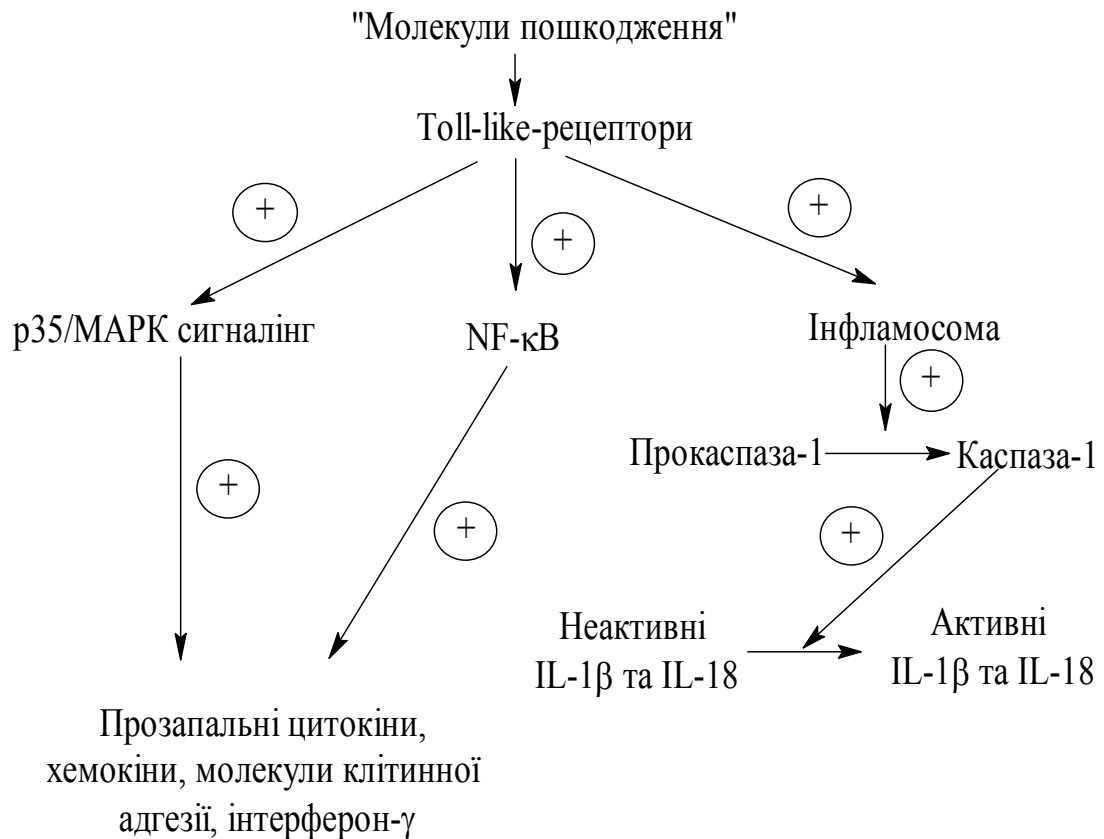 "Молекули пошкодження"
Toll-like-рецептори
+
+
+
p35/МАРК сигналінг
NF-κB
Інфламосома
+
Прокаспаза-1
Каспаза-1
+
+
+
Неактивні
IL-1β та IL-18
Активні
IL-1β та IL-18
Прозапальні цитокіни,
хемокіни, молекули клітинної
адгезії, інтерферон-γ